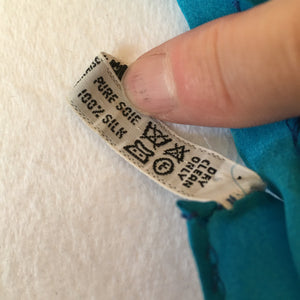 PURE SOIE
100% SILK
DRY
CLEAN
ONLY